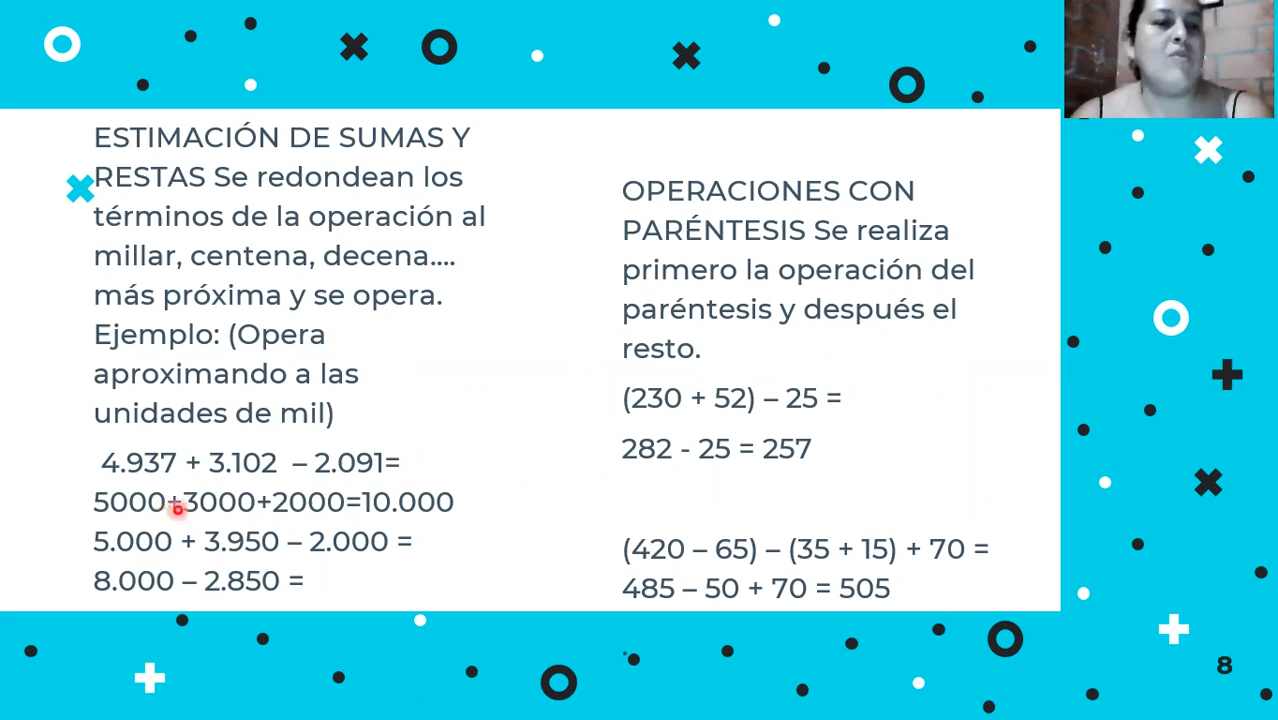 ESTIMACIÓN DE SUMAS Y
RESTAS Se redondean los
términos de la operación al
millar, centena, decena....
más próxima y se opera.
Ejemplo: (Opera
aproximando a las
unidades de mil)
4.937 + 3.102 – 2.091=
5000+3000+2000=10.000
5.000 + 3.950 – 2.000 =
8.000 – 2.850 =
OPERACIONES CON
PARÉNTESIS Se realiza
primero la operación del
paréntesis y después el
resto.
(230 + 52) – 25 =
282 - 25 = 257
(420 – 65) – (35 + 15) + 70 =
485 – 50 + 70 = 505
8